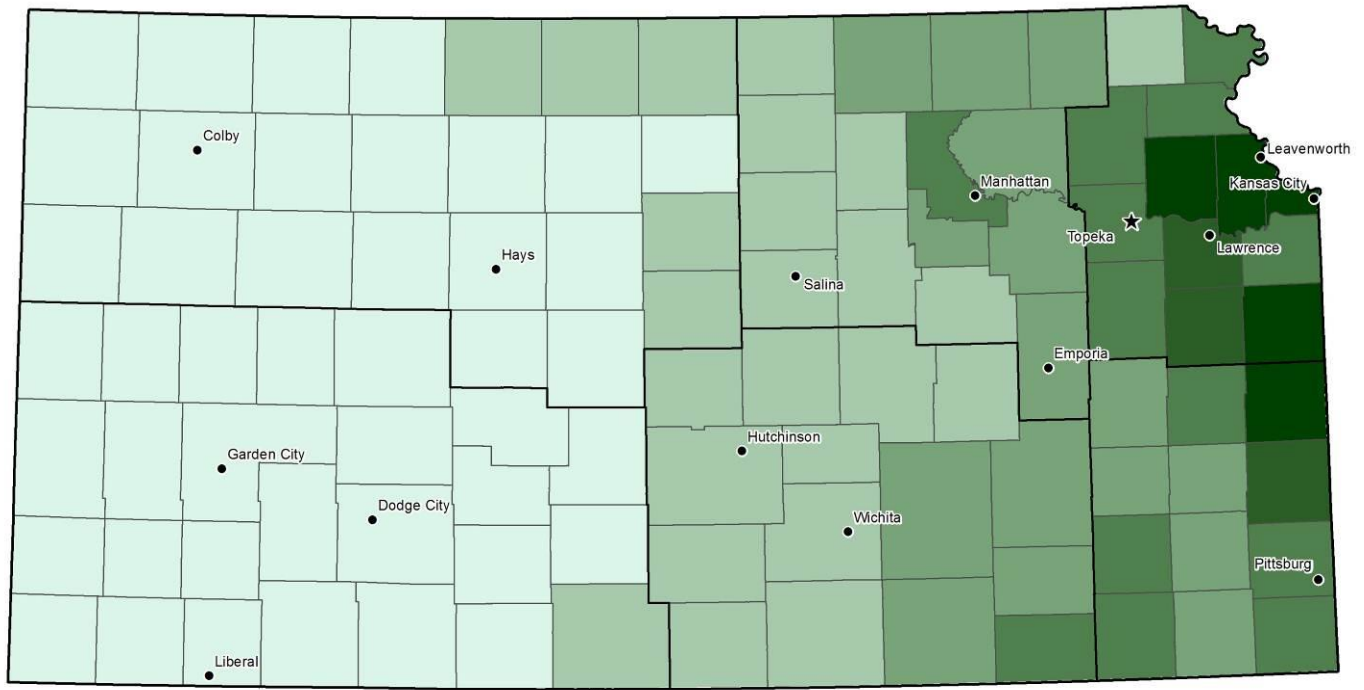 Colby
Leavenworth
Manhattan
Kansas City
Topeka
Lawrence
Hays
Salina
Emporia
Hutchinson
Garden City
Dodge City
Wichita
Pittsburg
Liberal